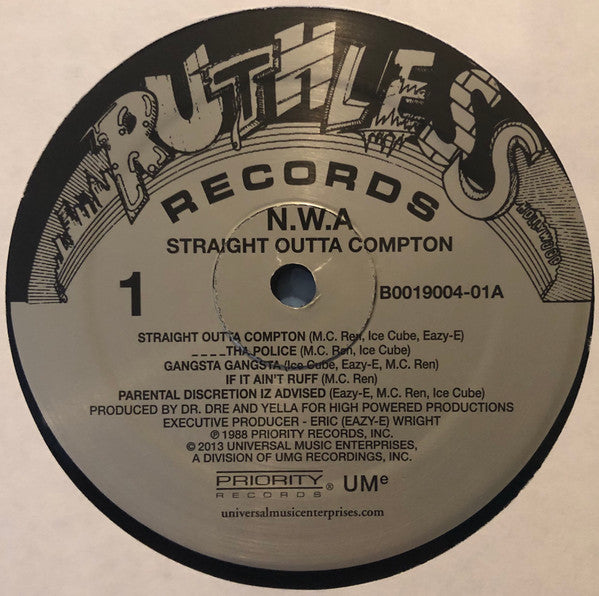 RUTHLESS
RECORDS
N.W.A
STRAIGHT OUTTA COMPTON
1
B0019004-01A
STRAIGHT OUTTA COMPTON (M.C. Ren, Ice Cube, Eazy-E)
____THA POLICE (M.C. Ren, Ice Cube)
GANGSTA GANGSTA (Ice Cube, Eazy-E, M.C. Ren)
IF IT AIN'T RUFF (M.C. Ren)
PARENTAL DISCRETION IZ ADVISED (Eazy-E, M.C. Ren, Ice Cube)
PRODUCED BY DR. DRE AND YELLA FOR HIGH POWERED PRODUCTIONS
EXECUTIVE PRODUCER - ERIC (EAZY-E) WRIGHT
℗ 1988 PRIORITY RECORDS, INC.
© 2013 UNIVERSAL MUSIC ENTERPRISES,
A DIVISION OF UMG RECORDINGS, INC.
PRIORITY
RECORDS ® UMe
universalmusicenterprises.com